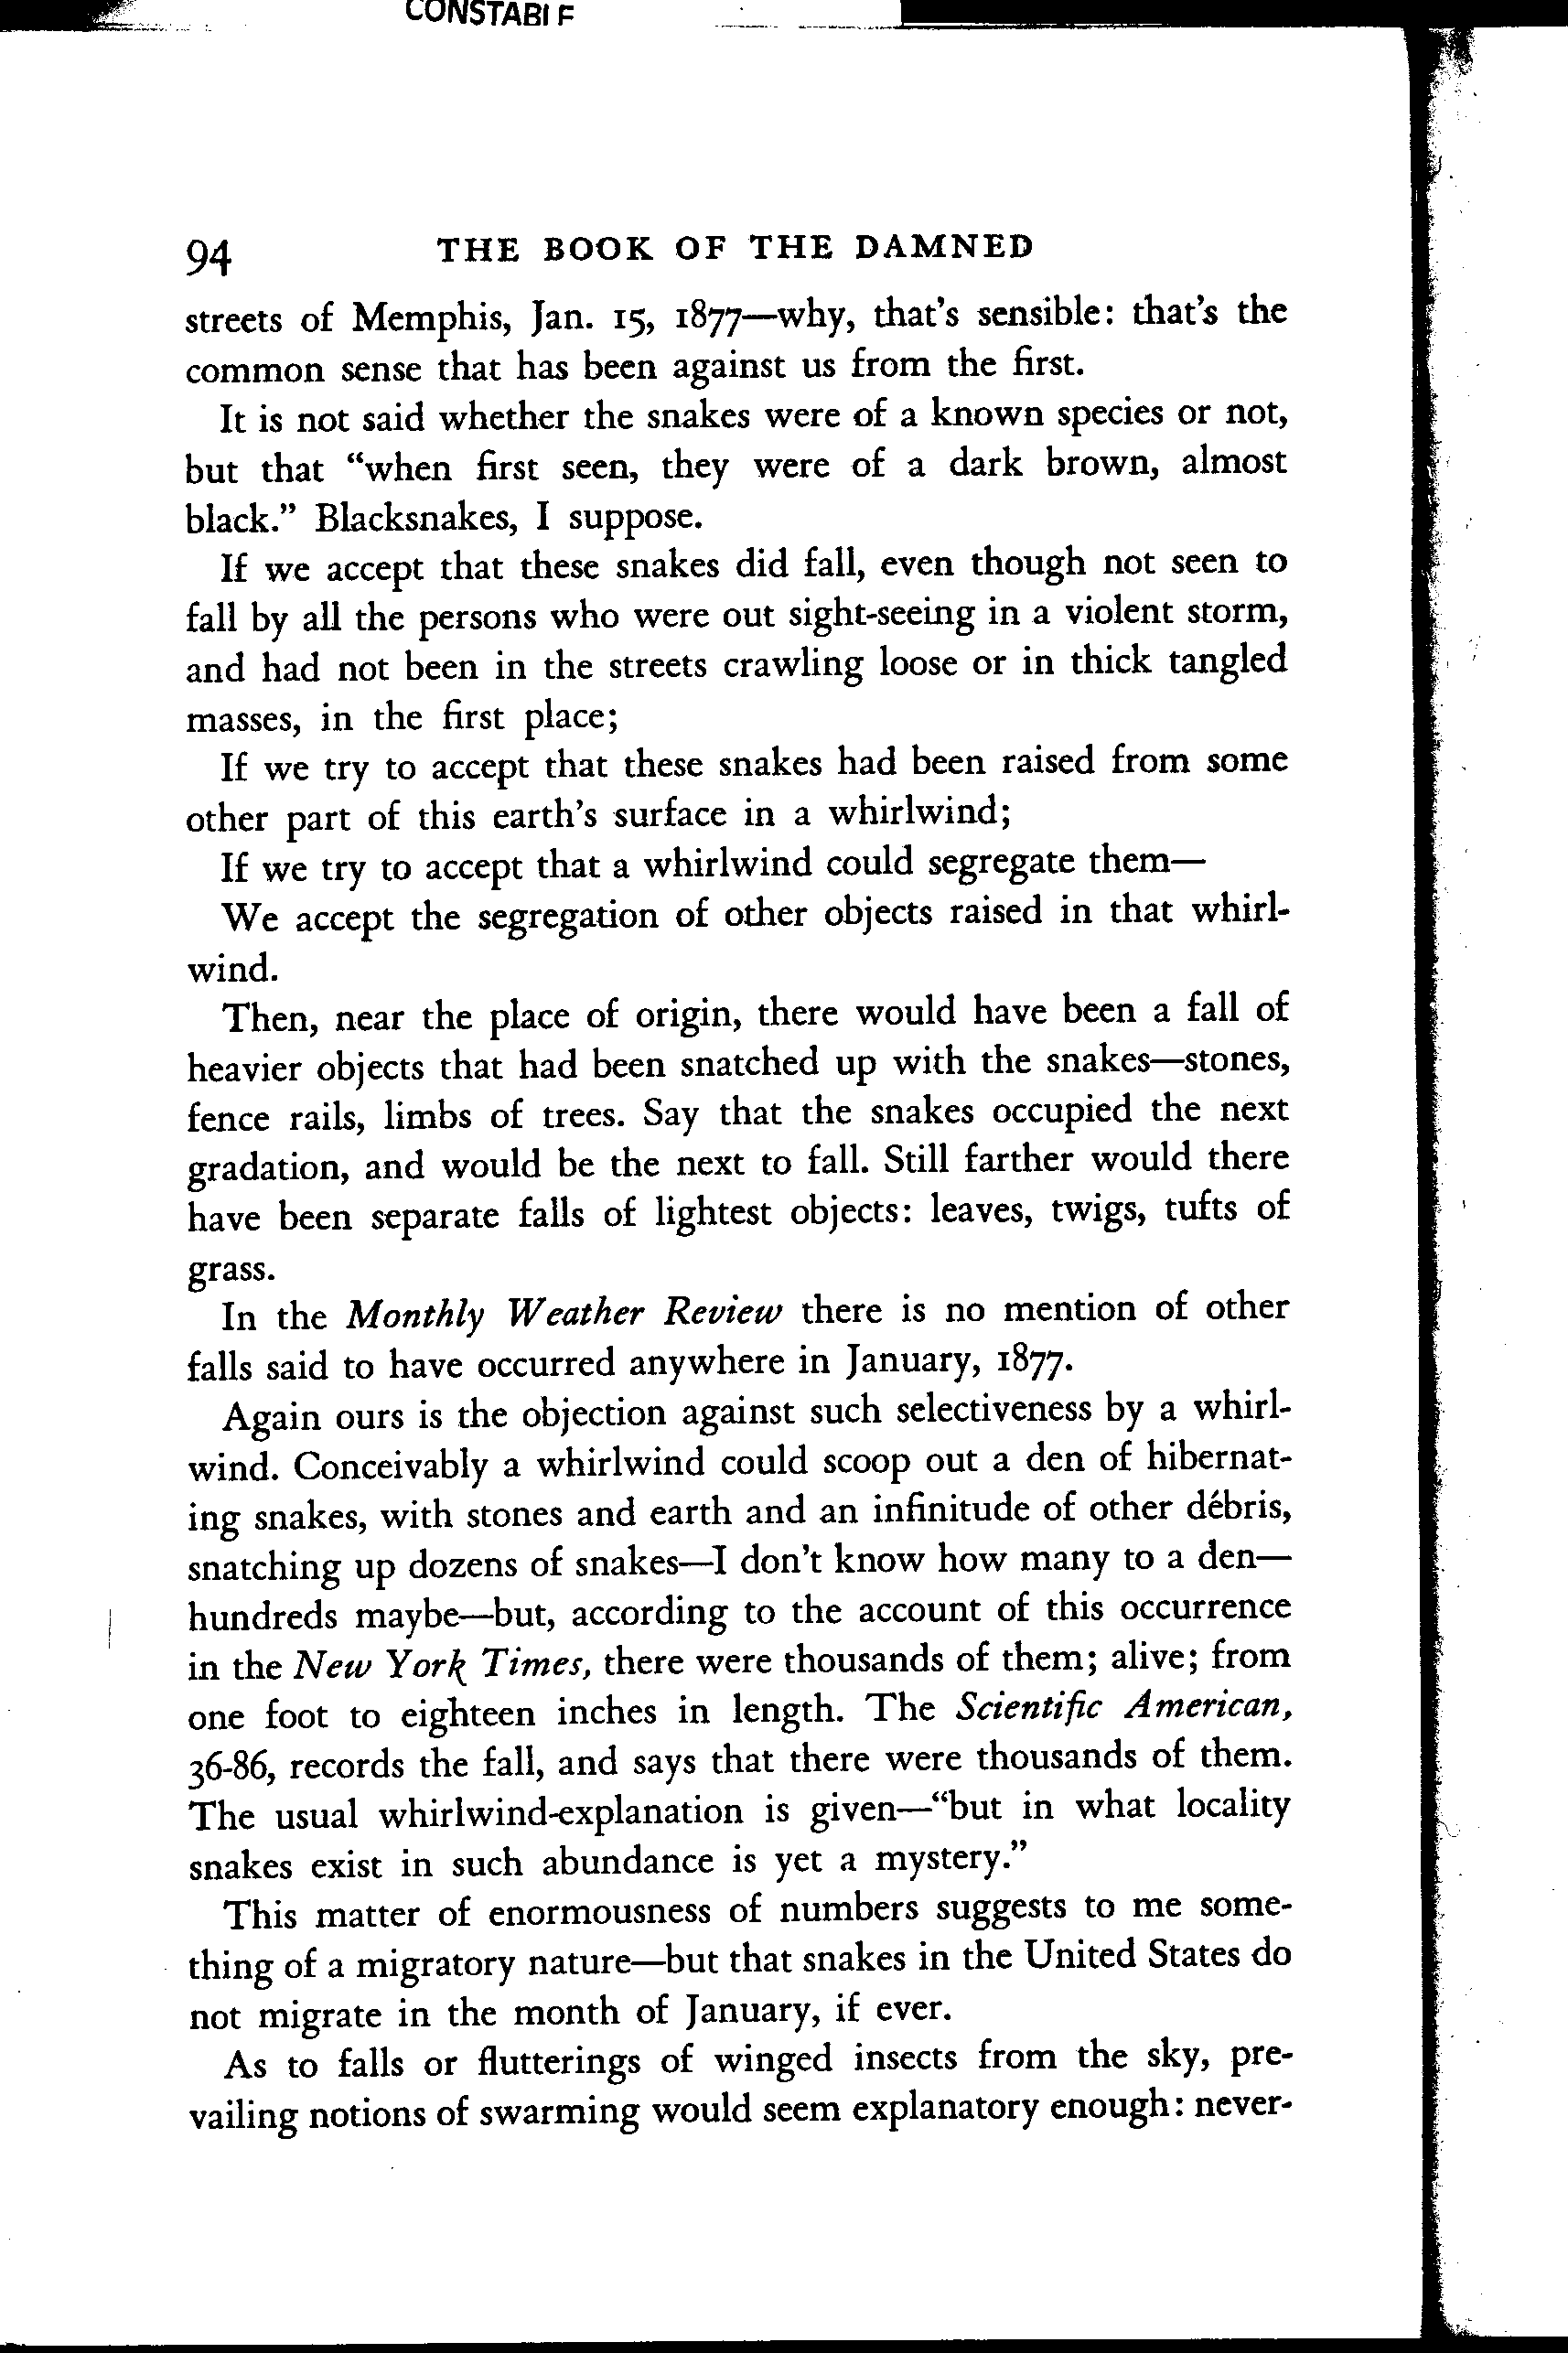 94 THE BOOK OF THE DAMNED
streets of Memphis, Jan. 15, 1877—why, that's sensible: that's the
common sense that has been against us from the first.
It is not said whether the snakes were of a known species or not,
but that “when first seen, they were of a dark brown, almost
black.” Blacksnakes, I suppose.
If we accept that these snakes did fall, even though not seen to
fall by all the persons who were out sight-seeing in a violent storm,
and had not been in the streets crawling loose or in thick tangled
masses, in the first place;
If we try to accept that these snakes had been raised from some
other part of this earth's surface in a whirlwind;
If we try to accept that a whirlwind could segregate them—
We accept the segregation of other objects raised in that whirl-
wind.
Then, near the place of origin, there would have been a fall of
heavier objects that had been snatched up with the snakes—stones,
fence rails, limbs of trees. Say that the snakes occupied the next
gradation, and would be the next to fall. Still farther would there
have been separate falls of lightest objects: leaves, twigs, tufts of
grass.
In the Monthly Weather Review there is no mention of other
falls said to have occurred anywhere in January, 1877.
Again ours is the objection against such selectiveness by a whirl-
wind. Conceivably a whirlwind could scoop out a den of hibernat-
ing snakes, with stones and earth and an infinitude of other débris,
snatching up dozens of snakes—I don't know how many to a den—
hundreds maybe—but, according to the account of this occurrence
in the New York Times, there were thousands of them; alive; from
one foot to eighteen inches in length. The Scientific American,
36-86, records the fall, and says that there were thousands of them.
The usual whirlwind-explanation is given—“but in what locality
snakes exist in such abundance is yet a mystery.”
This matter of enormousness of numbers suggests to me some-
thing of a migratory nature—but that snakes in the United States do
not migrate in the month of January, if ever.
As to falls or flutterings of winged insects from the sky, pre-
vailing notions of swarming would seem explanatory enough: never-